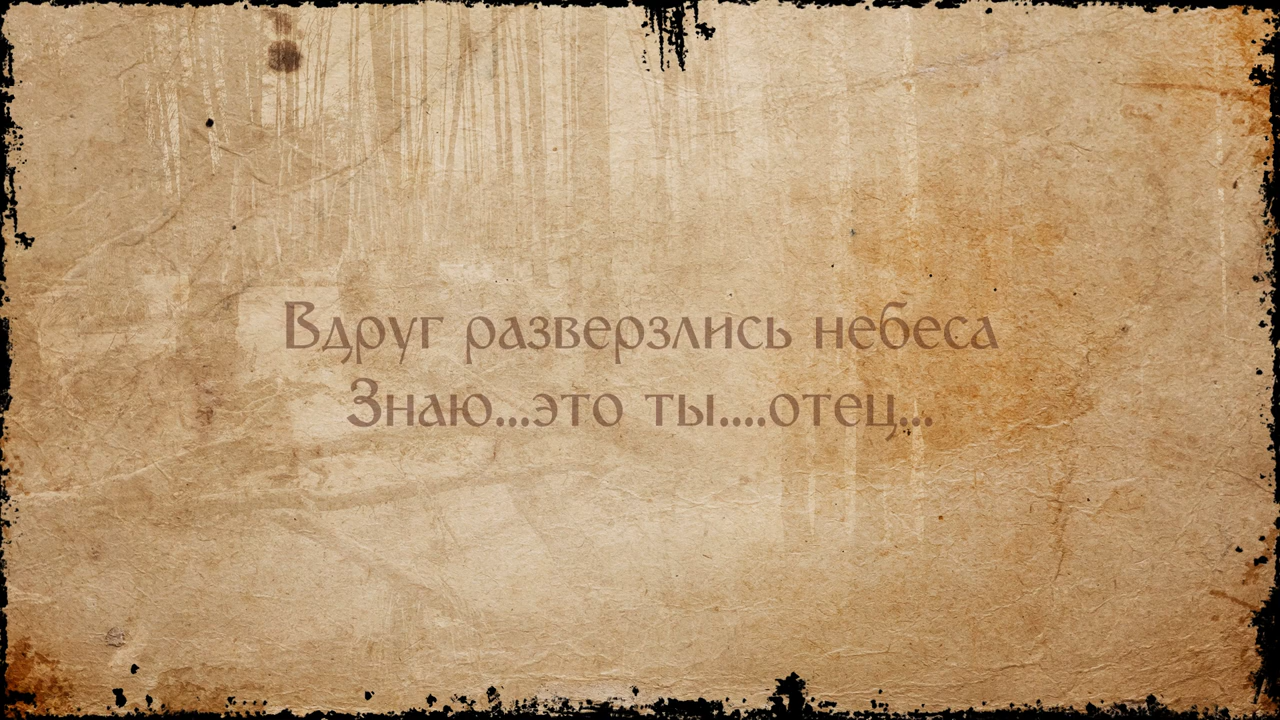 Вдруг разверзлись небеса
Знаю...это ты....отец...